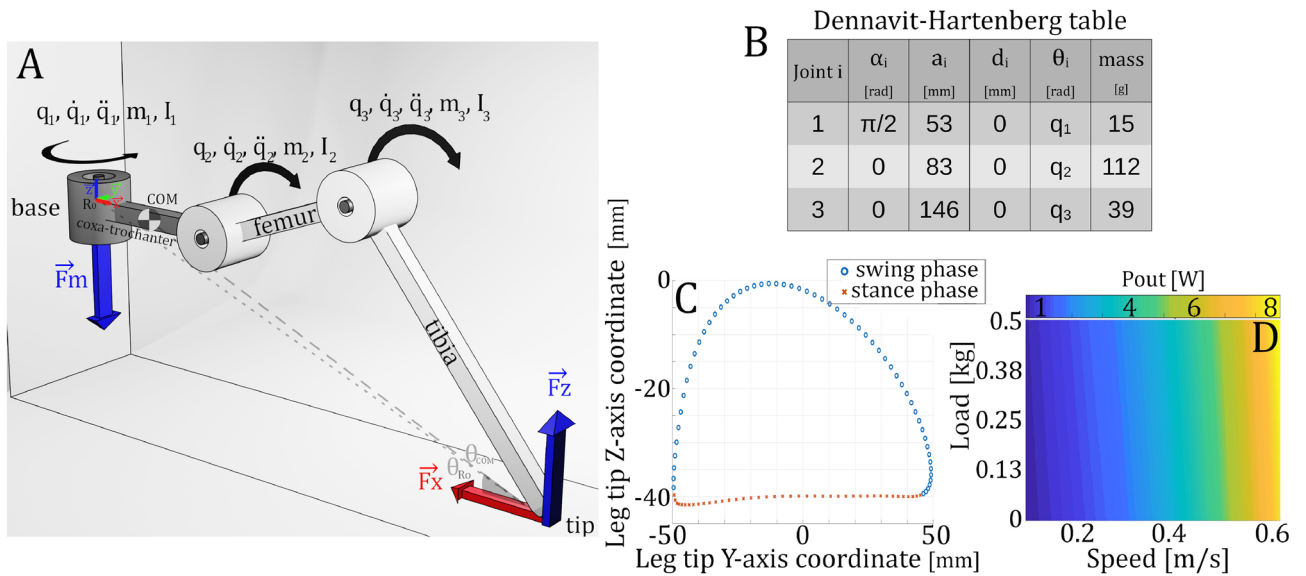 A
q₁, q̇₁, q̈₁, m₁, I₁
q₂, q̇₂, q̈₂, m₂, I₂
q₃, q̇₃, q̈₃, m₃, I₃
base
z
y
x
R₀
COM
coxa-trochanter
femur
tibia
Fm
Fz
Fx
θR₀
θCOM
tip
B
Dennavit-Hartenberg table
Joint i αᵢ [rad] aᵢ [mm] dᵢ [mm] θᵢ [rad] mass [g]
1 π/2 53 0 q₁ 15
2 0 83 0 q₂ 112
3 0 146 0 q₃ 39
C
swing phase
stance phase
Leg tip Z-axis coordinate [mm]
0
-20
-40
-50 0 50
Leg tip Y-axis coordinate [mm]
Pout [W]
1 4 6 8
D
Load [kg]
0.5
0.38
0.25
0.13
0
0.2 0.4 0.6
Speed [m/s]